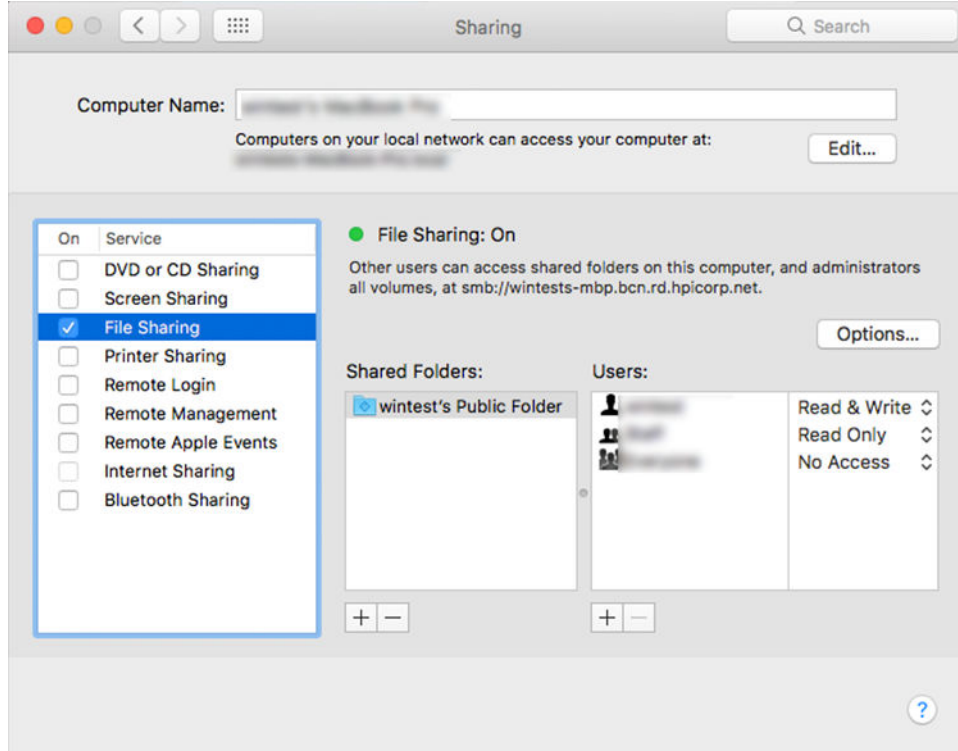 Sharing
Search
Computer Name:
Computers on your local network can access your computer at:
Edit...
On Service
DVD or CD Sharing
Screen Sharing
File Sharing
Printer Sharing
Remote Login
Remote Management
Remote Apple Events
Internet Sharing
Bluetooth Sharing
File Sharing: On
Other users can access shared folders on this computer, and administrators
all volumes, at smb://wintests-mbp.bcn.rd.hpicorp.net.
Options...
Shared Folders:
wintest's Public Folder
Users:
Read & Write
Read Only
No Access
+ −
+ −
?